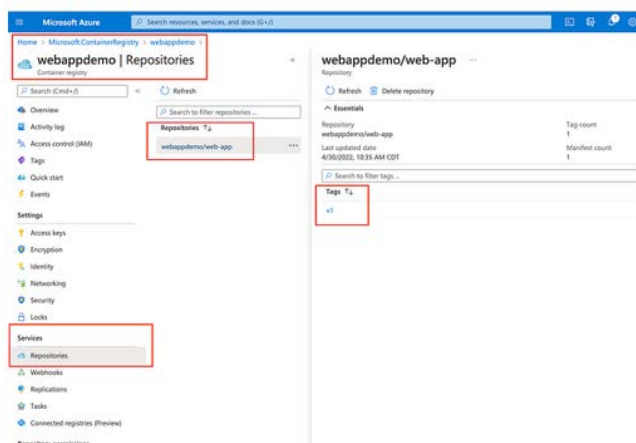 Microsoft Azure
Search resources, services, and docs (G+/)
Home > Microsoft.ContainerRegistry > webappdemo >
webappdemo | Repositories
Container registry
Search (Cmd+/)
Overview
Activity log
Access control (IAM)
Tags
Quick start
Events
Settings
Access keys
Encryption
Identity
Networking
Security
Locks
Services
Repositories
Webhooks
Replications
Tasks
Connected registries (Preview)
Refresh
Search to filter repositories ...
Repositories ↑↓
webappdemo/web-app
webappdemo/web-app
Repository
Refresh Delete repository
Essentials
Repository
webappdemo/web-app
Last updated date
4/30/2022, 10:35 AM CDT
Tag count
1
Manifest count
1
Search to filter tags ...
Tags ↑↓
v1